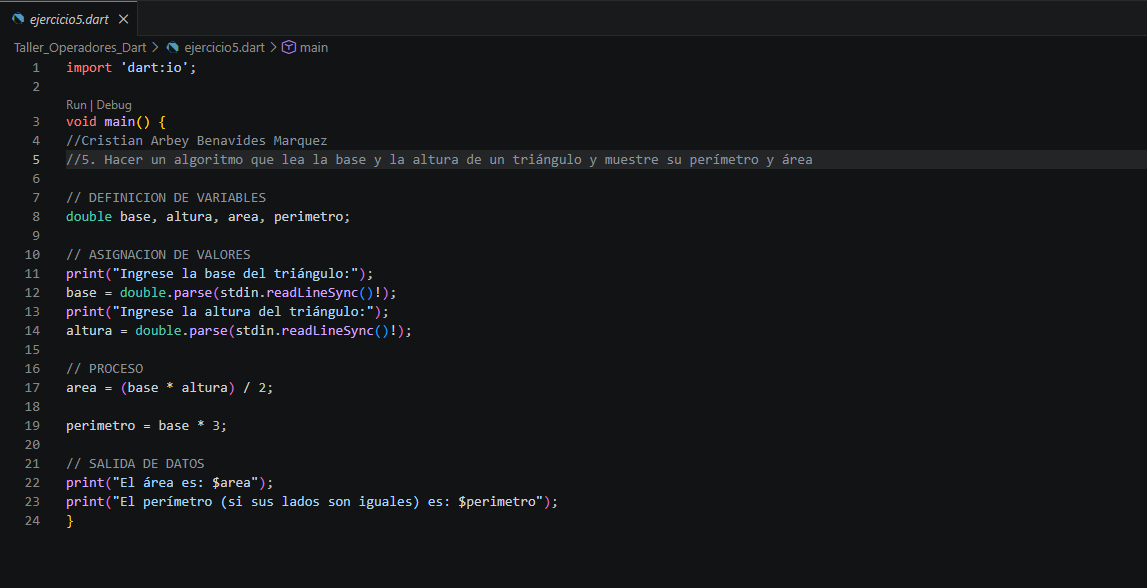 ejercicio5.dart
Taller_Operadores_Dart > ejercicio5.dart > main
1 import 'dart:io';
2
Run | Debug
3 void main() {
4 //Cristian Arbey Benavides Marquez
5 //5. Hacer un algoritmo que lea la base y la altura de un triángulo y muestre su perímetro y área
6
7 // DEFINICION DE VARIABLES
8 double base, altura, area, perimetro;
9
10 // ASIGNACION DE VALORES
11 print("Ingrese la base del triángulo:");
12 base = double.parse(stdin.readLineSync()!);
13 print("Ingrese la altura del triángulo:");
14 altura = double.parse(stdin.readLineSync()!);
15
16 // PROCESO
17 area = (base * altura) / 2;
18
19 perimetro = base * 3;
20
21 // SALIDA DE DATOS
22 print("El área es: $area");
23 print("El perímetro (si sus lados son iguales) es: $perimetro");
24 }